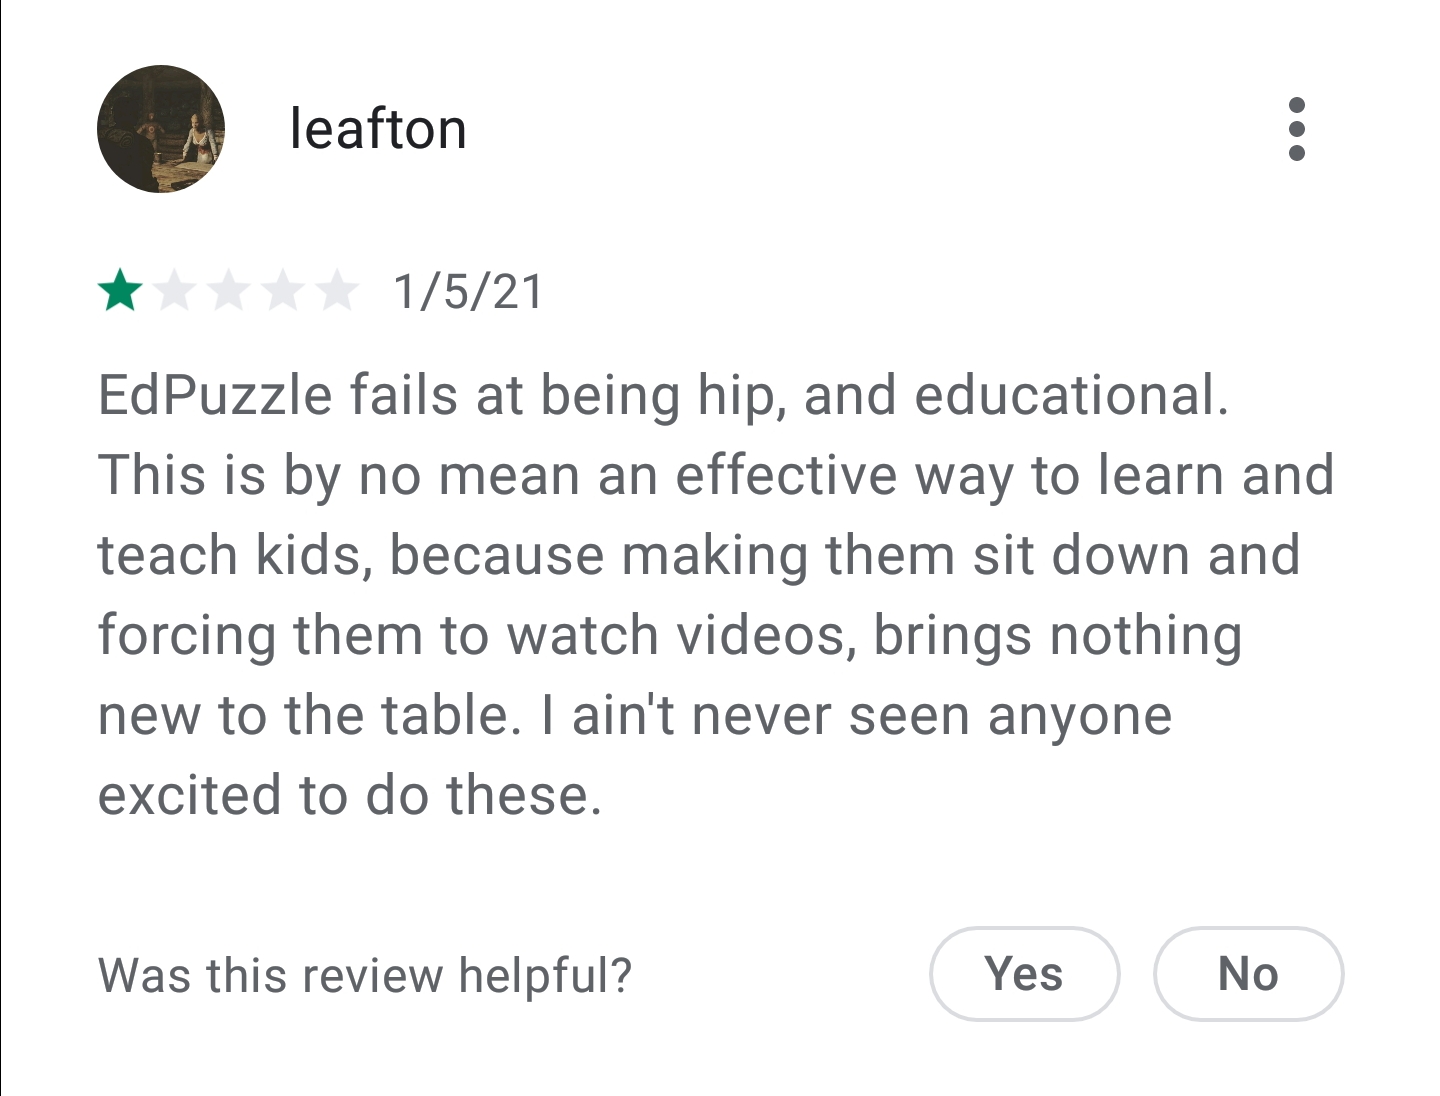 leafton
1/5/21
EdPuzzle fails at being hip, and educational.
This is by no mean an effective way to learn and
teach kids, because making them sit down and
forcing them to watch videos, brings nothing
new to the table. I ain't never seen anyone
excited to do these.
Was this review helpful? Yes No